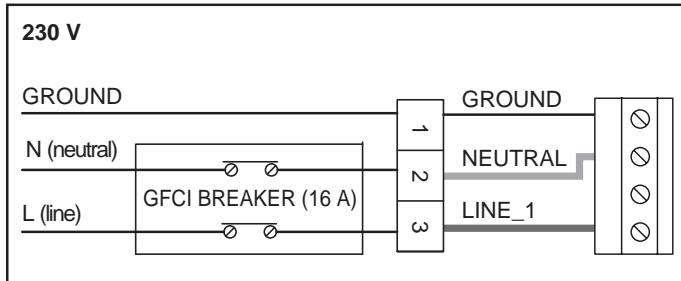 230 V
GROUND
GROUND
1
N (neutral)
NEUTRAL
2
GFCI BREAKER (16 A)
L (line)
LINE_1
3